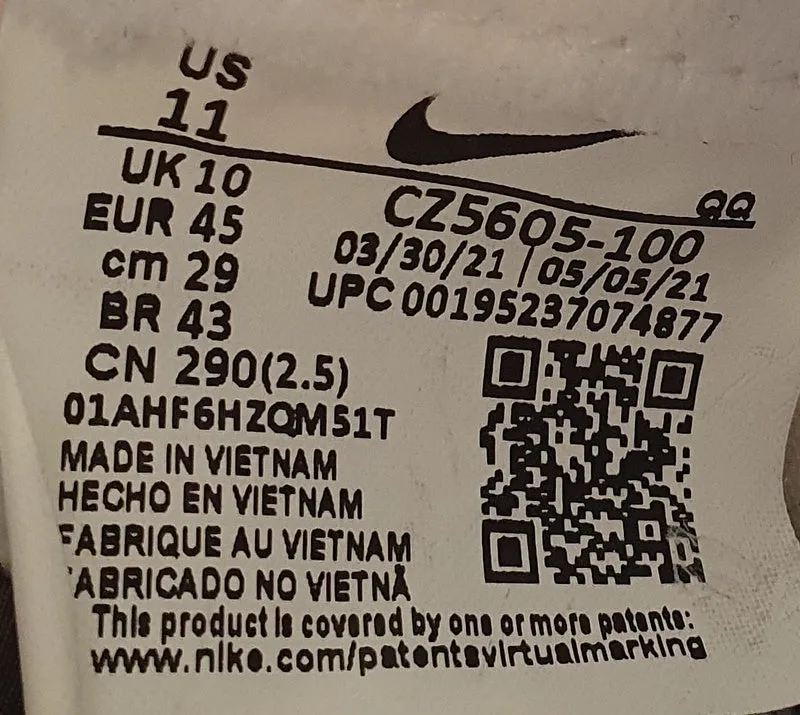 US
11
UK 10
EUR 45
cm 29
BR 43
CN 290(2.5)
QQ
CZ5605-100
03/30/21 | 05/05/21
UPC 00195237074877
01AHF6HZQM51T
MADE IN VIETNAM
HECHO EN VIETNAM
FABRIQUE AU VIETNAM
FABRICADO NO VIETNÃ
This product is covered by one or more patents:
www.nike.com/patentsvirtualmarking